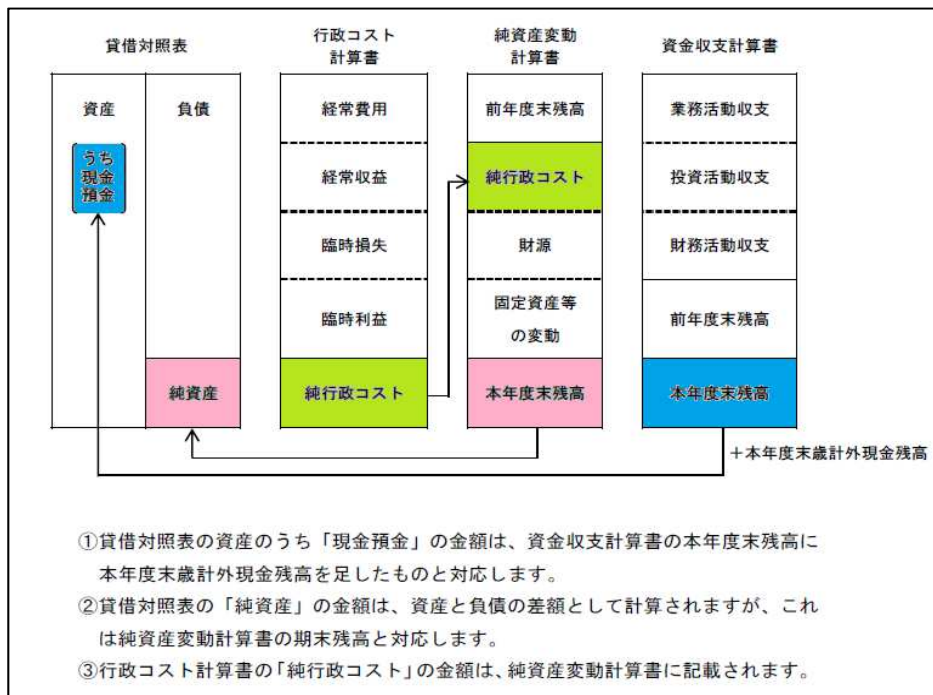 貸借対照表
行政コスト
計算書
純資産変動
計算書
資金収支計算書
資産
負債
うち
現金
預金
純資産
経常費用
経常収益
臨時損失
臨時利益
純行政コスト
前年度末残高
純行政コスト
財源
固定資産等
の変動
本年度末残高
業務活動収支
投資活動収支
財務活動収支
前年度末残高
本年度末残高
＋本年度末歳計外現金残高
①貸借対照表の資産のうち「現金預金」の金額は、資金収支計算書の本年度末残高に
本年度末歳計外現金残高を足したものと対応します。
②貸借対照表の「純資産」の金額は、資産と負債の差額として計算されますが、これ
は純資産変動計算書の期末残高と対応します。
③行政コスト計算書の「純行政コスト」の金額は、純資産変動計算書に記載されます。